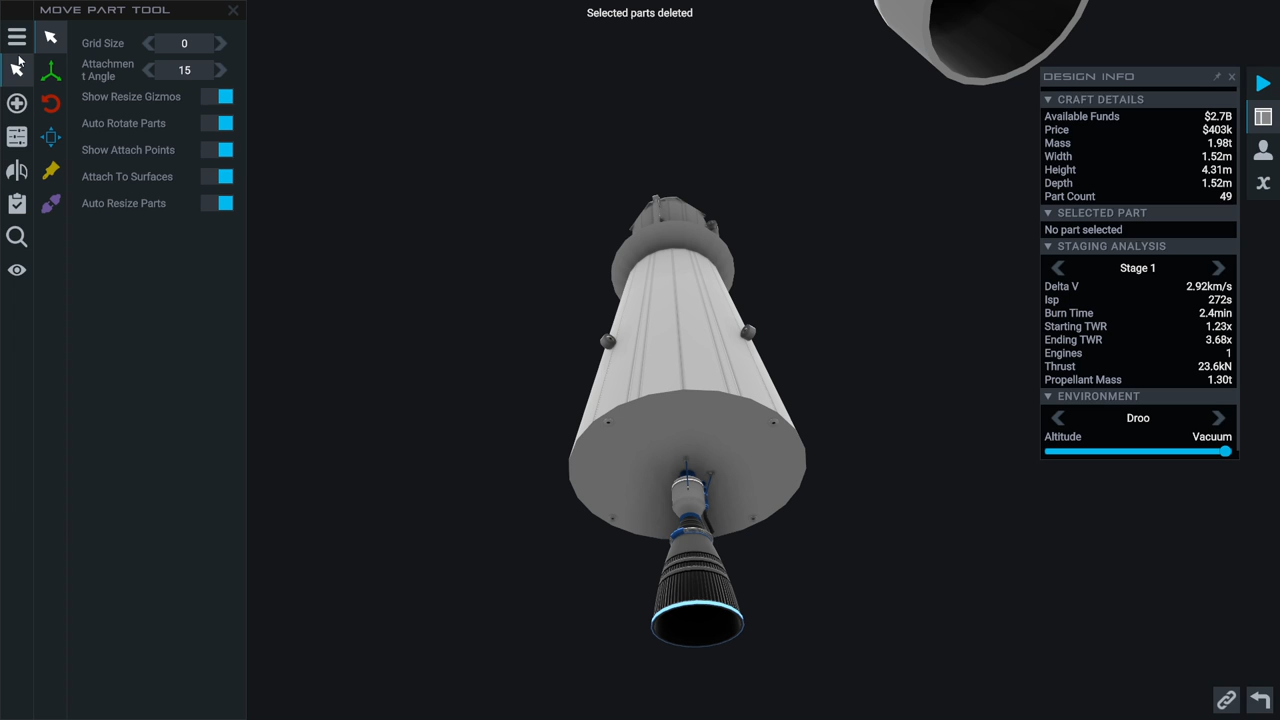 MOVE PART TOOL
Selected parts deleted
Grid Size 0
Attachmen
t Angle 15
Show Resize Gizmos
Auto Rotate Parts
Show Attach Points
Attach To Surfaces
Auto Resize Parts
DESIGN INFO
CRAFT DETAILS
Available Funds $2.7B
Price $403k
Mass 1.98t
Width 1.52m
Height 4.31m
Depth 1.52m
Part Count 49
SELECTED PART
No part selected
STAGING ANALYSIS
Stage 1
Delta V 2.92km/s
Isp 272s
Burn Time 2.4min
Starting TWR 1.23x
Ending TWR 3.68x
Engines 1
Thrust 23.6kN
Propellant Mass 1.30t
ENVIRONMENT
Droo
Altitude Vacuum